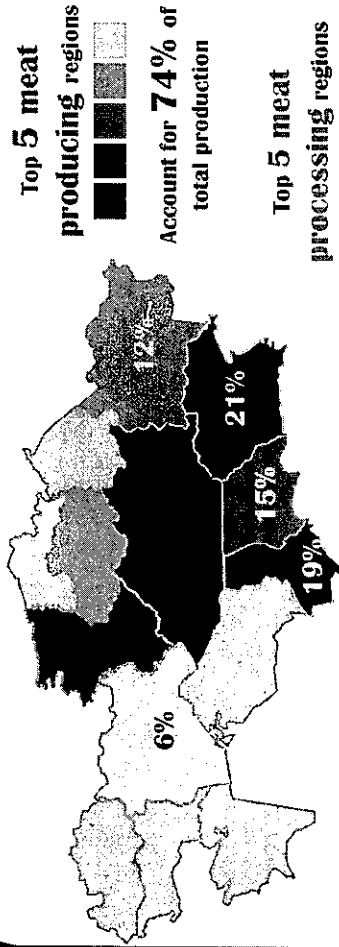 Top 5 meat
producing regions
Account for 74% of
total production
Top 5 meat
processing regions
12%
21%
15%
19%
6%